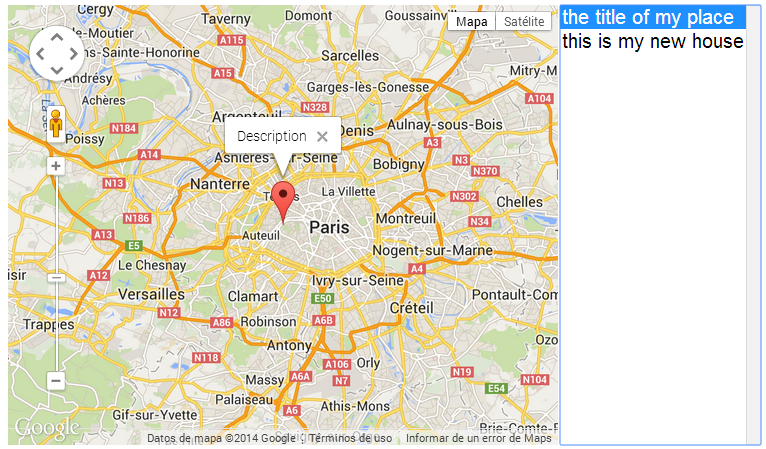 Cergy
Taverny
Domont
Goussainville
Mapa
Satélite
the title of my place
this is my new house
A115
Conflans-Sainte-Honorine
Sarcelles
Mitry-M
A15
Andrésy
Garges-lès-Gonesse
A104
Achères
N328
Argenteuil
N184
Aulnay-sous-Bois
Poissy
Description
Denis
A3
A14
Asnières-sur-Seine
N3
Bobigny
N370
N13
Nanterre
Ternes
La Villette
N302
Chelles
N186
Montreuil
N34
A13
Auteuil
Paris
E5
Nogent-sur-Marne
Le Chesnay
A4
A12
Ivry-sur-Seine
Versailles
Clamart
E50
Pontault-Com
N12
Créteil
Trappes
A86
Robinson
A6B
Antony
Ozo
N118
A106
Orly
Massy
A6A
N7
N19
N104
E54
Palaiseau
Gif-sur-Yvette
A6
Athis-Mons
Brie-Comte-F
Google
Datos de mapa ©2014 Google
Términos de uso
Informar de un error de Maps